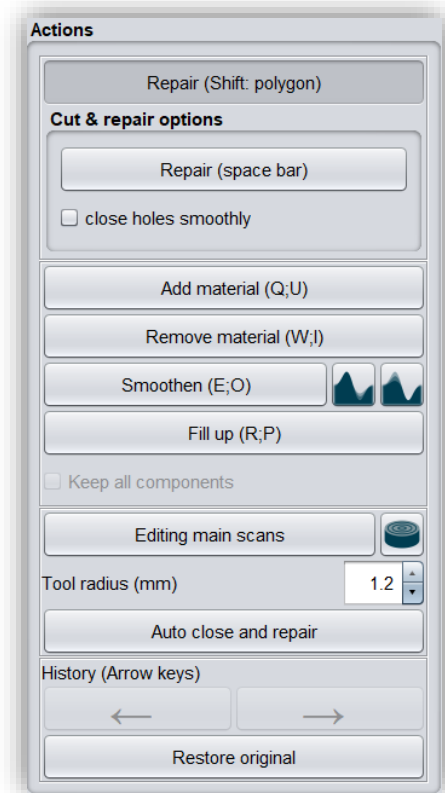 Actions
Repair (Shift: polygon)
Cut & repair options
Repair (space bar)
close holes smoothly
Add material (Q;U)
Remove material (W;I)
Smoothen (E;O)
Fill up (R;P)
Keep all components
Editing main scans
Tool radius (mm) 1.2
Auto close and repair
History (Arrow keys)
← →
Restore original